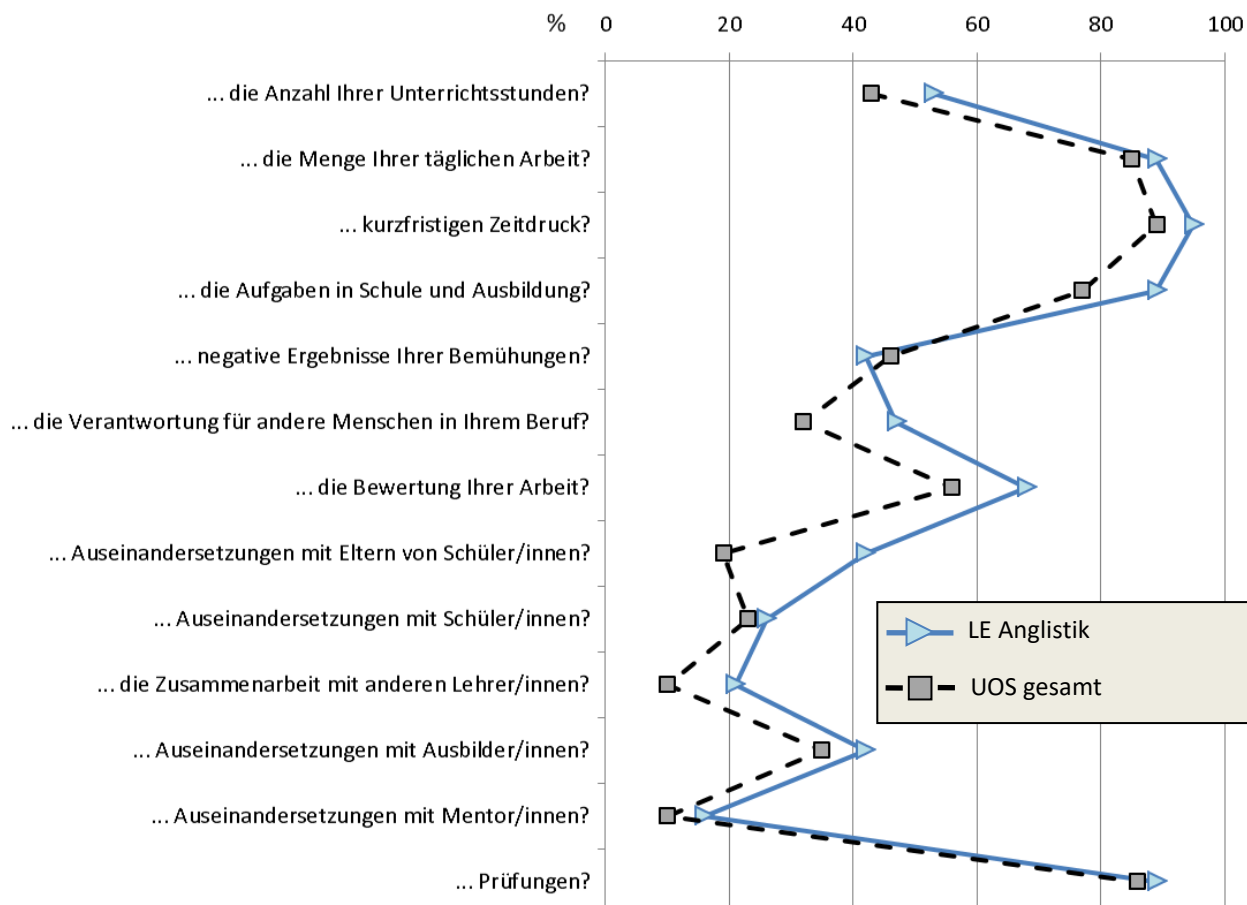 % 0 20 40 60 80 100
... die Anzahl Ihrer Unterrichtsstunden?
... die Menge Ihrer täglichen Arbeit?
... kurzfristigen Zeitdruck?
... die Aufgaben in Schule und Ausbildung?
... negative Ergebnisse Ihrer Bemühungen?
... die Verantwortung für andere Menschen in Ihrem Beruf?
... die Bewertung Ihrer Arbeit?
... Auseinandersetzungen mit Eltern von Schüler/innen?
... Auseinandersetzungen mit Schüler/innen?
... die Zusammenarbeit mit anderen Lehrer/innen?
... Auseinandersetzungen mit Ausbilder/innen?
... Auseinandersetzungen mit Mentor/innen?
... Prüfungen?
LE Anglistik
UOS gesamt